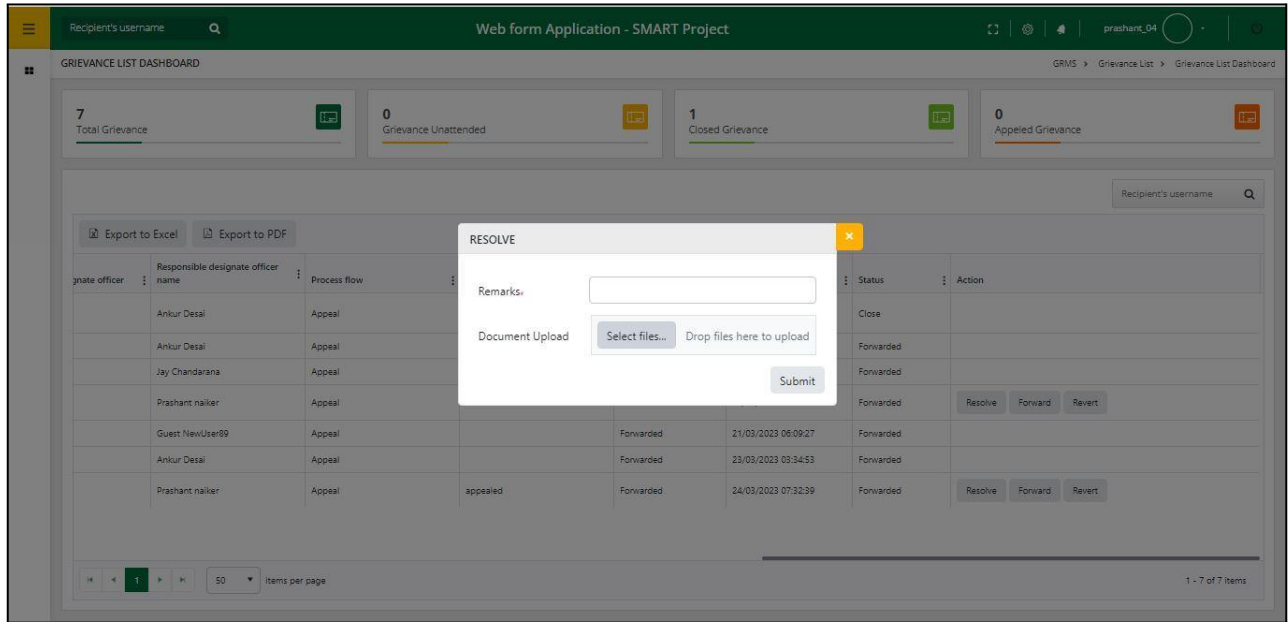 Recipient's username
Web form Application - SMART Project
prashant_04
GRIEVANCE LIST DASHBOARD
GRMS > Grievance List > Grievance List Dashboard
7
Total Grievance
0
Grievance Unattended
1
Closed Grievance
0
Appeled Grievance
Recipient's username
Export to Excel Export to PDF
RESOLVE
×
Remarks*
Document Upload Select files... Drop files here to upload
Submit
gnate officer Responsible designate officer name Process flow Status Action
Ankur Desai Appeal Close
Ankur Desai Appeal Forwarded
Jay Chandarana Appeal Forwarded
Prashant naiker Appeal Forwarded Resolve Forward Revert
Guest NewUser89 Appeal Forwarded 21/03/2023 06:09:27 Forwarded
Ankur Desai Appeal Forwarded 23/03/2023 03:34:53 Forwarded
Prashant naiker Appeal appealed Forwarded 24/03/2023 07:32:39 Forwarded Resolve Forward Revert
1 50 items per page 1 - 7 of 7 items